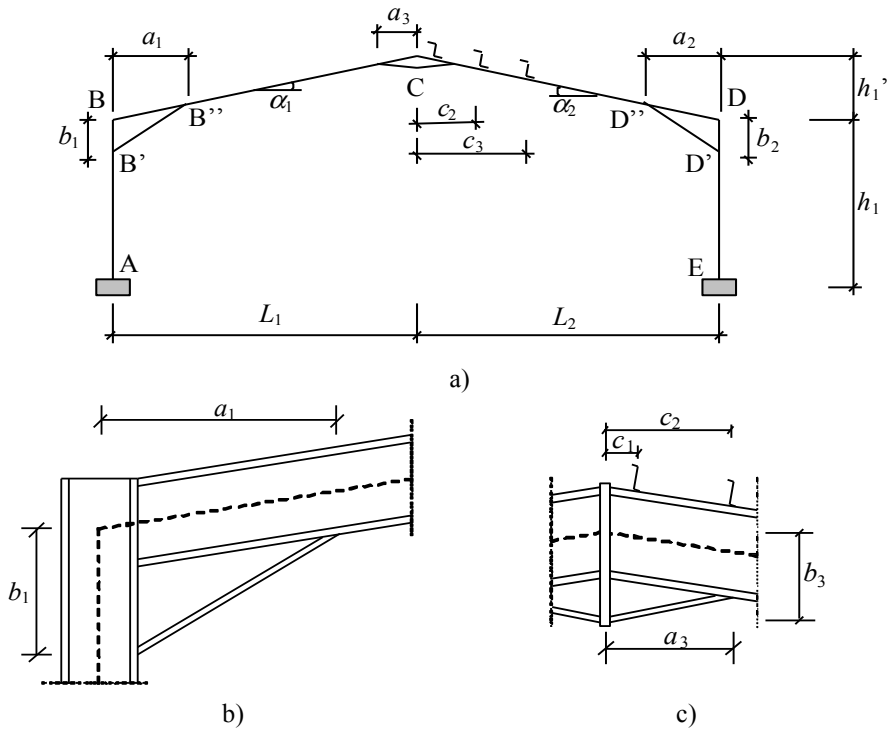 a₃
a₁
a₂
B
C
D
h₁’
α₁
α₂
B’’
D’’
c₂
b₁
b₂
B’
c₃
D’
h₁
A
E
L₁
L₂
a)
a₁
c₂
c₁
b₁
b₃
a₃
b)
c)